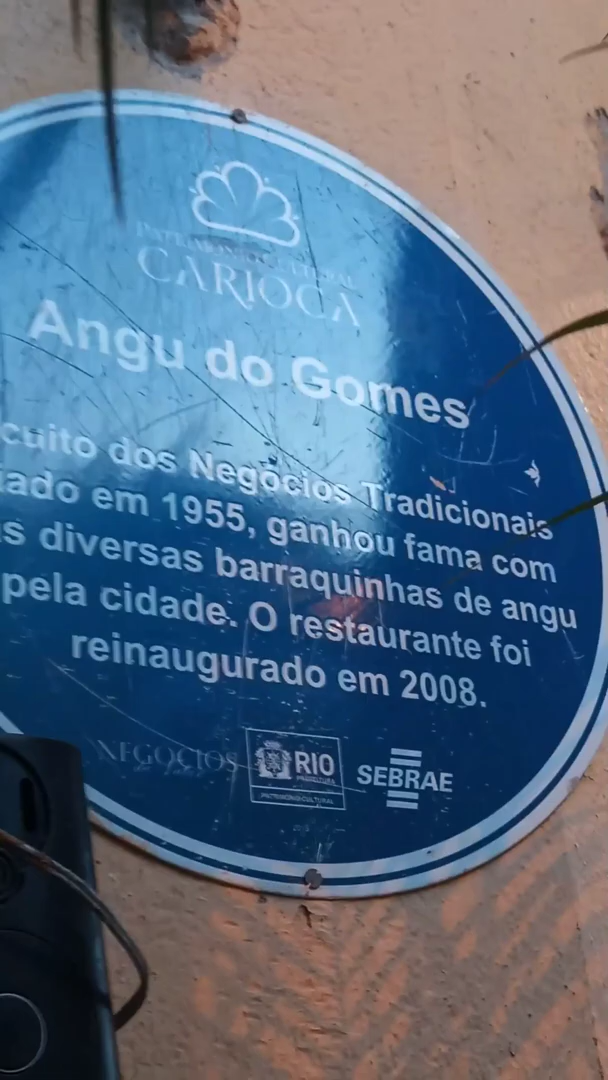 PATRIMÔNIO CULTURAL
CARIOCA
Angu do Gomes
cuito dos Negócios Tradicionais
iado em 1955, ganhou fama com
s diversas barraquinhas de angu
pela cidade. O restaurante foi
reinaugurado em 2008.
NEGÓCIOS
RIO
PREFEITURA
PATRIMÔNIO CULTURAL
SEBRAE